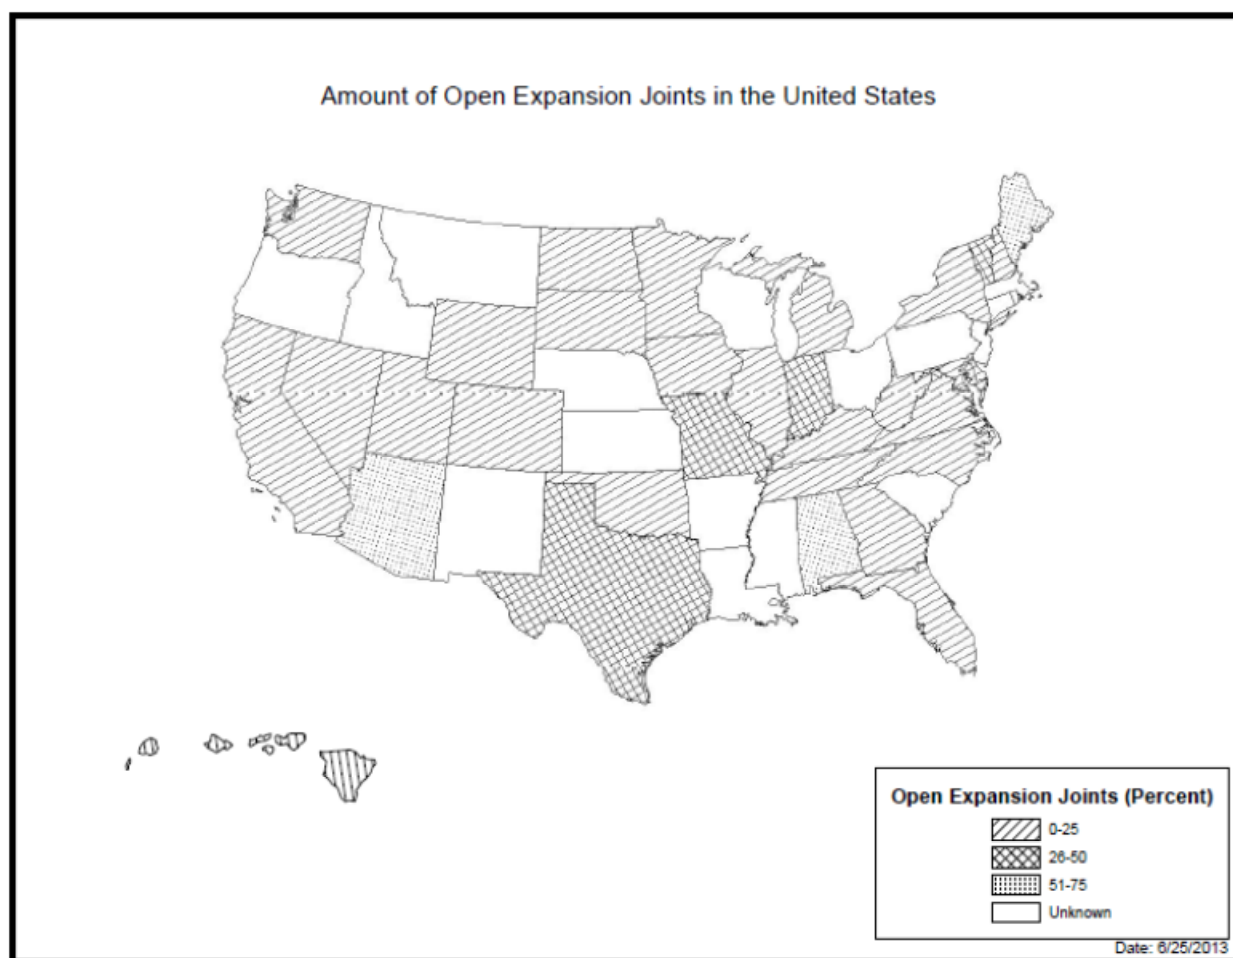 Amount of Open Expansion Joints in the United States
Open Expansion Joints (Percent)
0-25
26-50
51-75
Unknown
Date: 6/25/2013